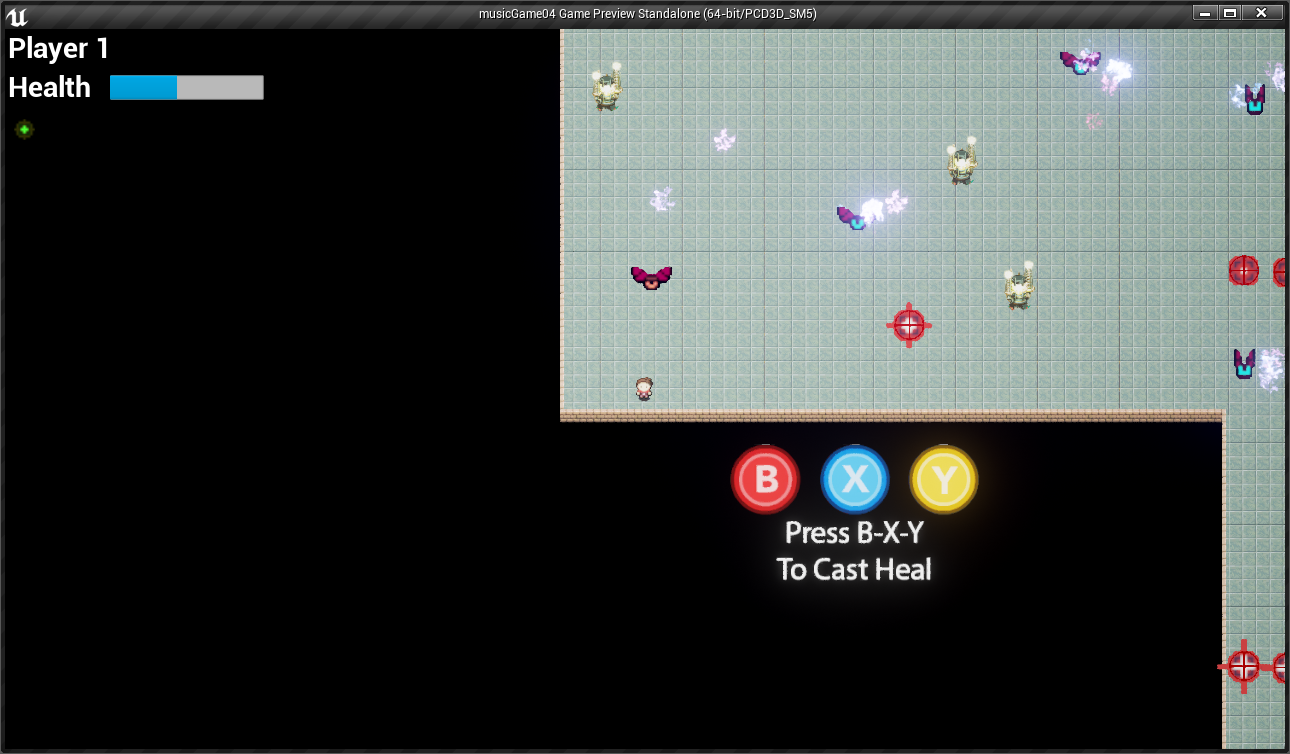 musicGame04 Game Preview Standalone (64-bit/PCD3D_SM5)
Player 1
Health
B X Y
Press B-X-Y
To Cast Heal